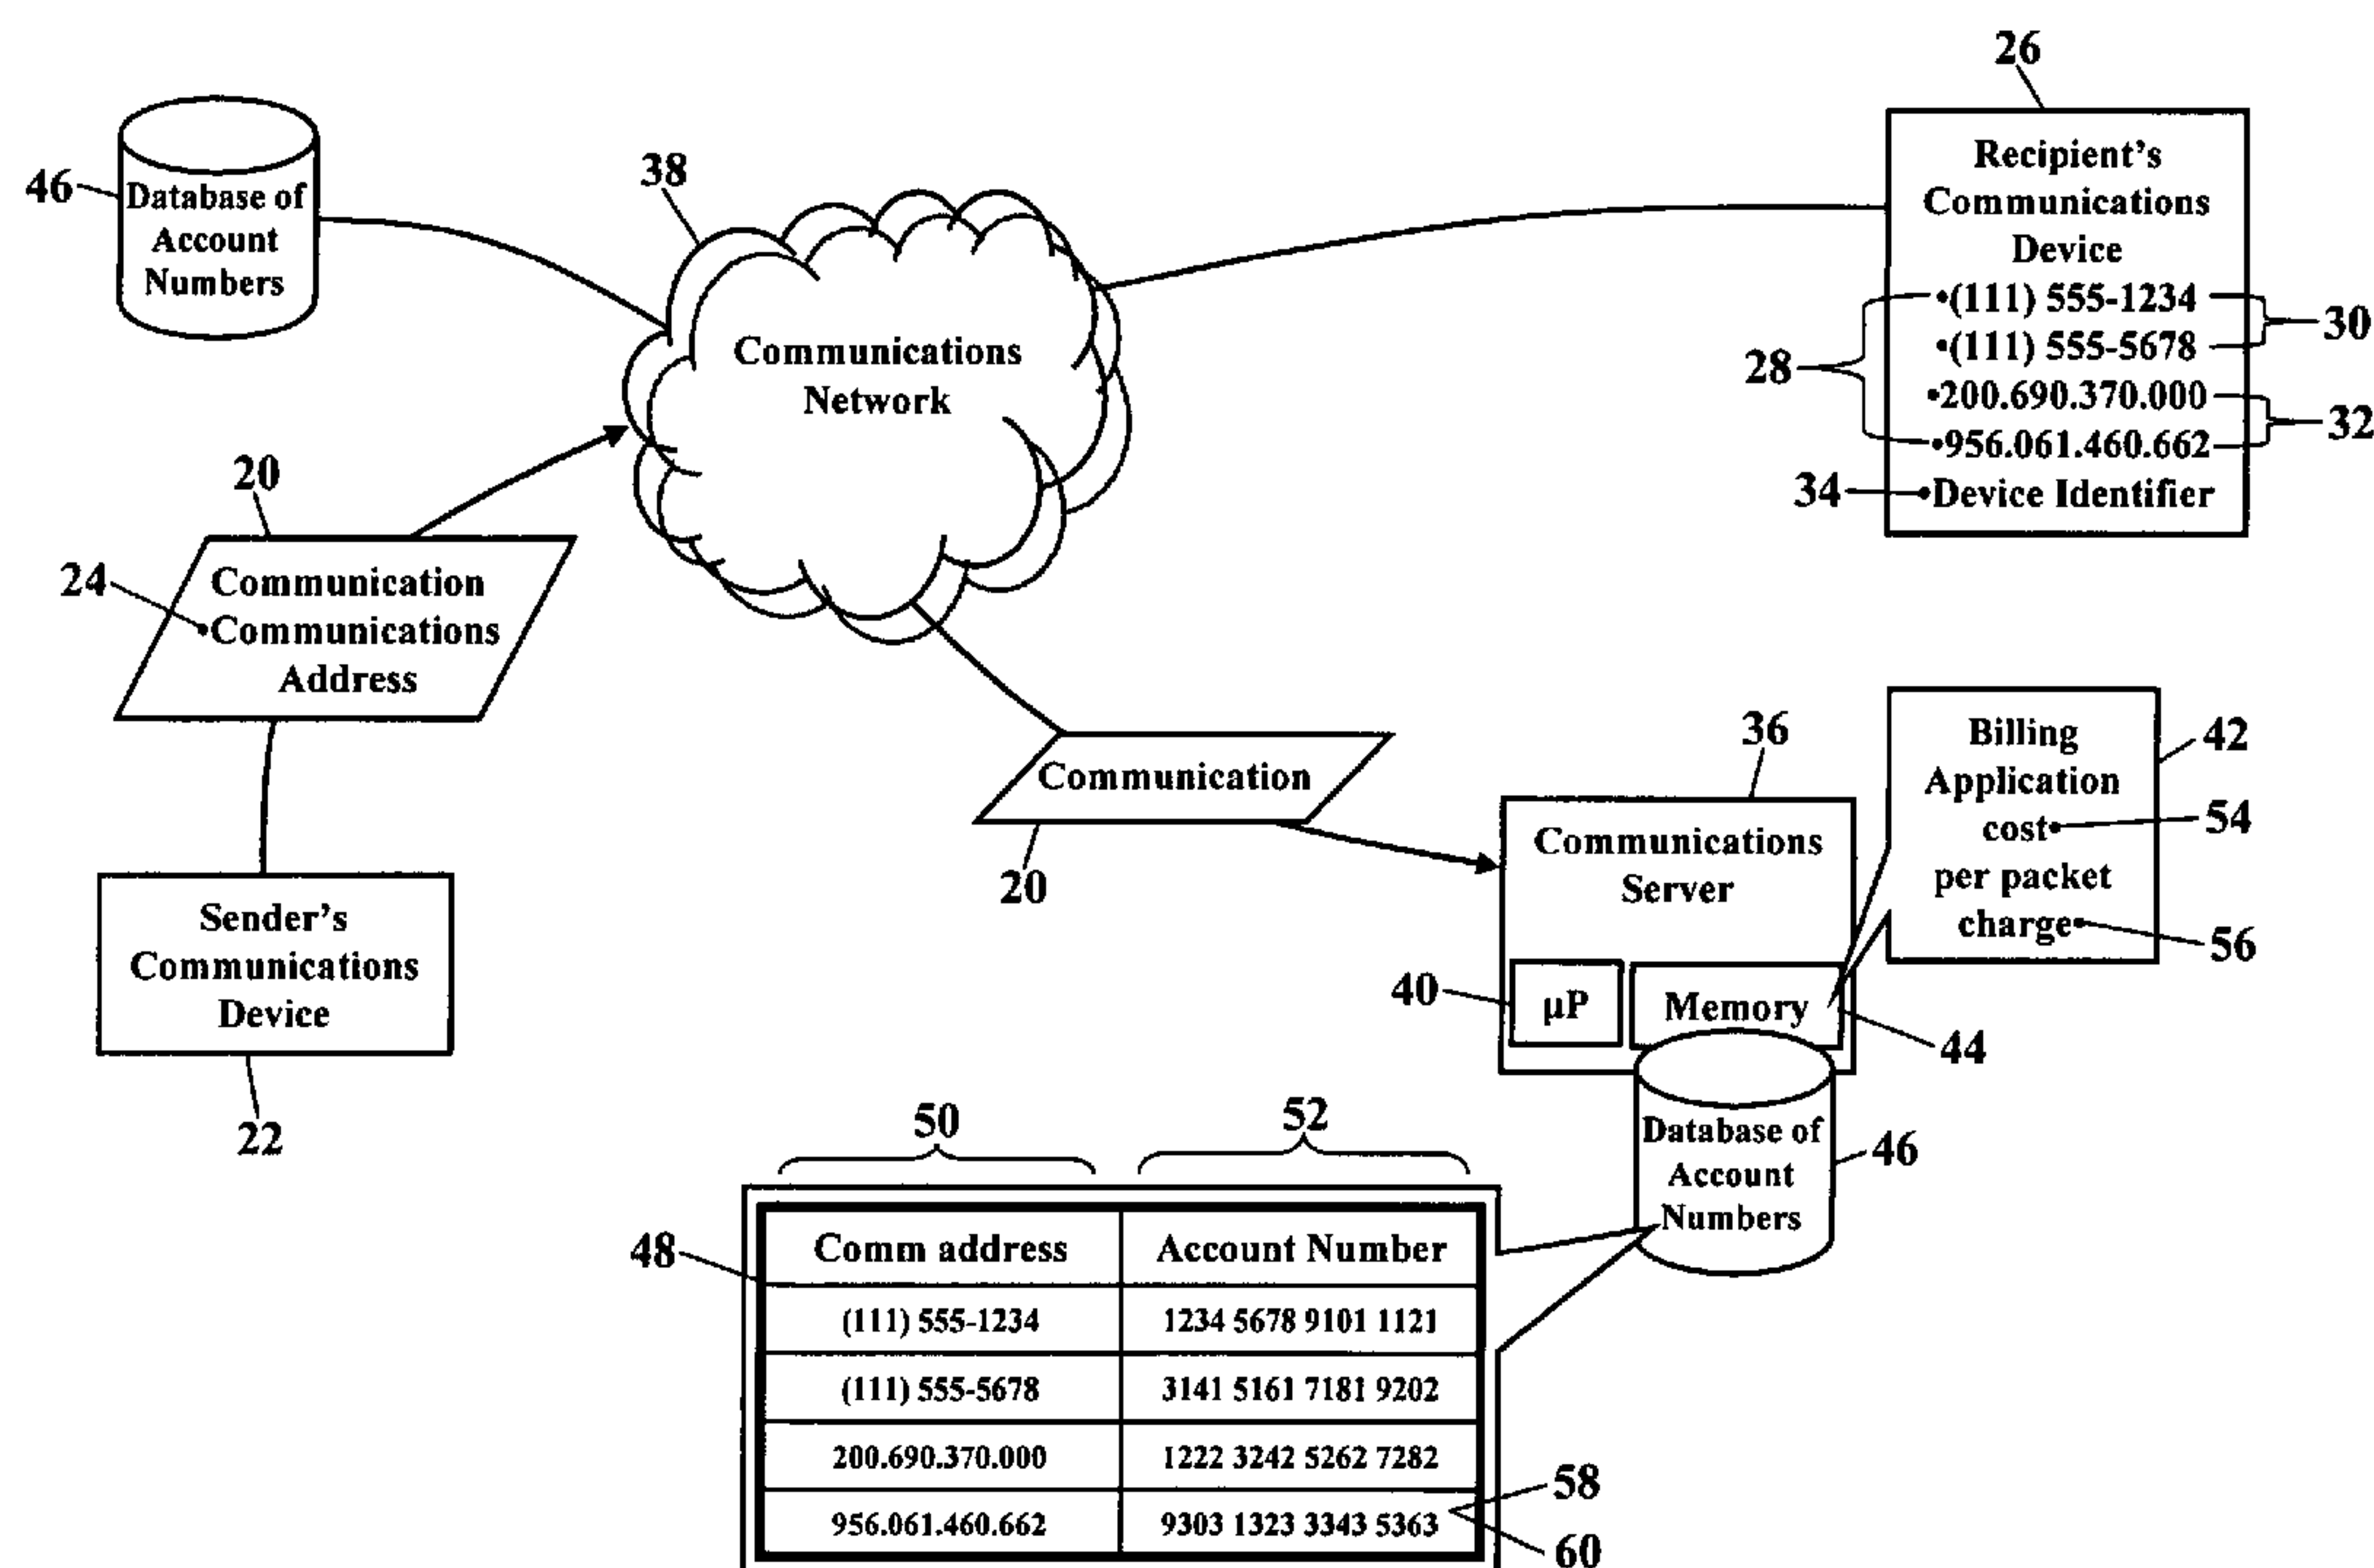 26
46
Database of
Account
Numbers
38
Communications
Network
Recipient's
Communications
Device
•(111) 555-1234
•(111) 555-5678
•200.690.370.000
•956.061.460.662
•Device Identifier
28
30
32
34
20
24
Communication
•Communications
Address
Sender's
Communications
Device
22
Communication
20
36
Communications
Server
40
µP
Memory
44
Billing
Application
cost•
per packet
charge•
42
54
56
Database of
Account
Numbers
46
50
52
48
Comm address Account Number
(111) 555-1234 1234 5678 9101 1121
(111) 555-5678 3141 5161 7181 9202
200.690.370.000 1222 3242 5262 7282
956.061.460.662 9303 1323 3343 5363
58
60